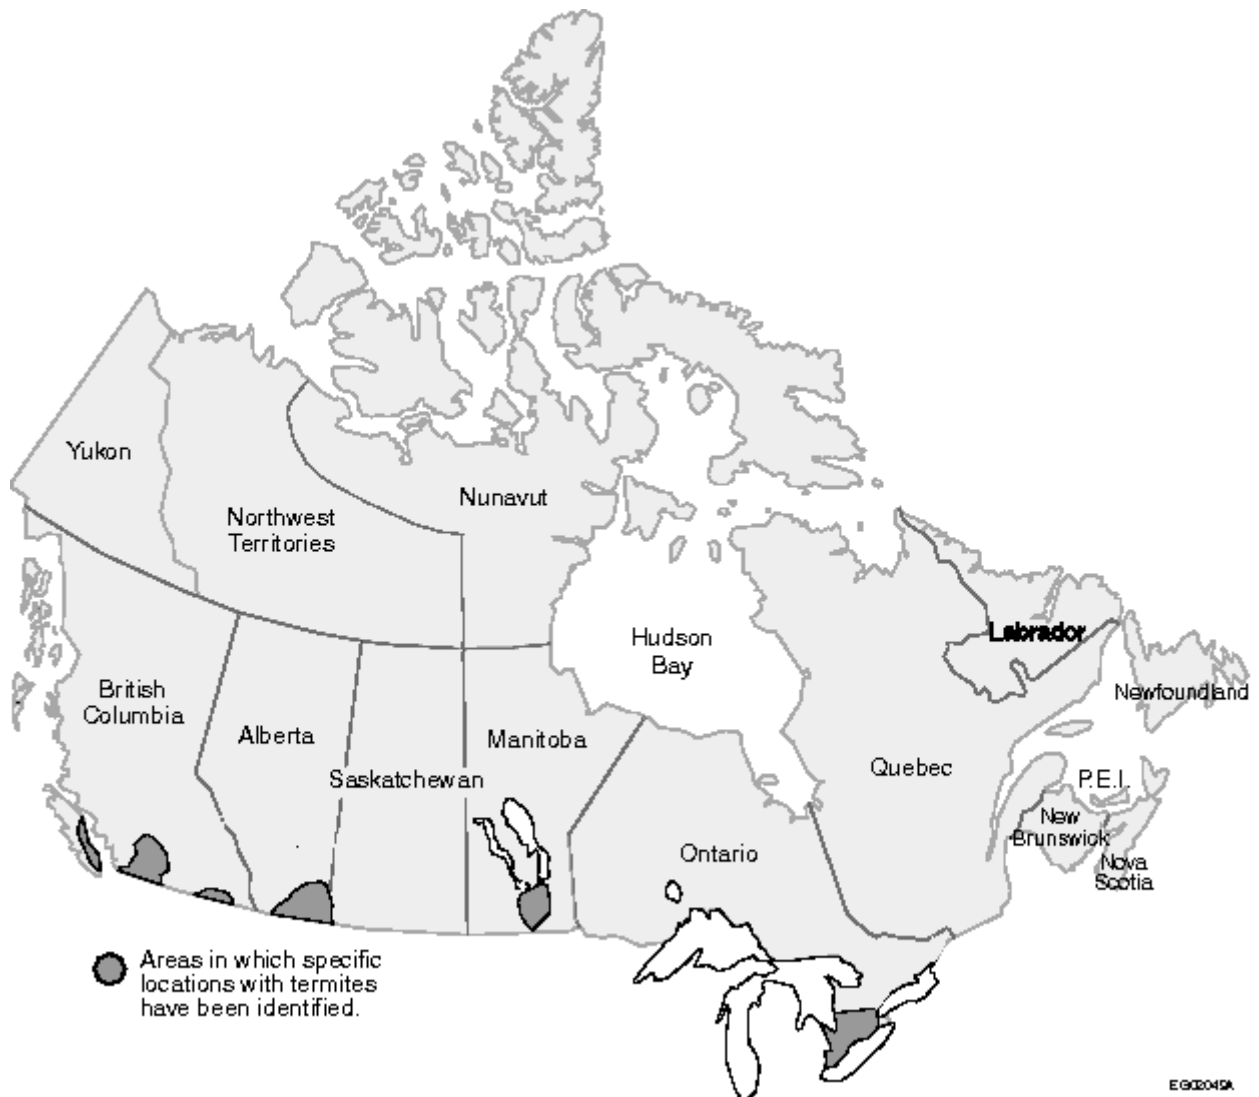 Yukon
Northwest
Territories
Nunavut
Hudson
Bay
Labrador
Newfoundland
British
Columbia
Alberta
Saskatchewan
Manitoba
Ontario
Quebec
P.E.I.
New
Brunswick
Nova
Scotia
Areas in which specific
locations with termites
have been identified.
EG02049A